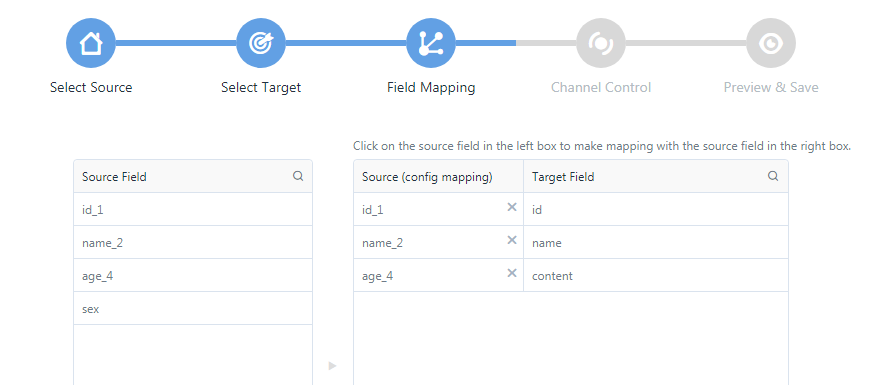 Select Source
Select Target
Field Mapping
Channel Control
Preview & Save
Click on the source field in the left box to make mapping with the source field in the right box.
Source Field
id_1
name_2
age_4
sex
Source (config mapping) Target Field
id_1 id
name_2 name
age_4 content